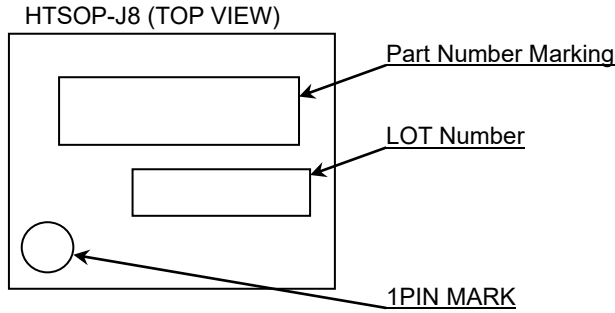 HTSOP-J8 (TOP VIEW)
Part Number Marking
LOT Number
1PIN MARK